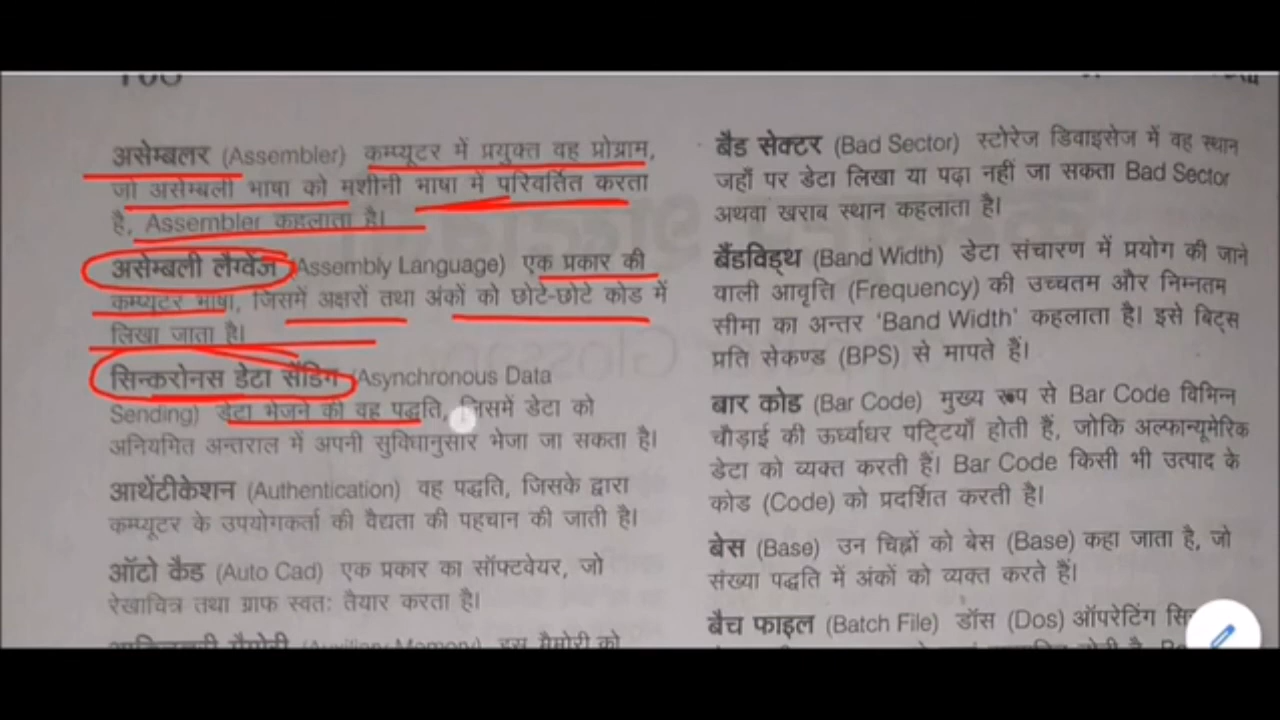 असेम्बलर (Assembler) कम्प्यूटर में प्रयुक्त वह प्रोग्राम,
जो असेम्बली भाषा को मशीनी भाषा में परिवर्तित करता
है, Assembler कहलाता है।
असेम्बली लैंग्वेज (Assembly Language) एक प्रकार की
कम्प्यूटर भाषा, जिसमें अक्षरों तथा अंकों को छोटे-छोटे कोड में
लिखा जाता है।
सिन्करोनस डेटा सेंडिंग (Asynchronous Data
Sending) डेटा भेजने की वह पद्धति, जिसमें डेटा को
अनियमित अन्तराल में अपनी सुविधानुसार भेजा जा सकता है।
आथेंटीकेशन (Authentication) वह पद्धति, जिसके द्वारा
कम्प्यूटर के उपयोगकर्ता की वैद्यता की पहचान की जाती है।
ऑटो कैड (Auto Cad) एक प्रकार का सॉफ्टवेयर, जो
रेखाचित्र तथा ग्राफ स्वतः तैयार करता है।
(Auxiliary Memory) इस मैमोरी को
बैड सेक्टर (Bad Sector) स्टोरेज डिवाइसेज में वह स्थान
जहाँ पर डेटा लिखा या पढ़ा नहीं जा सकता Bad Sector
अथवा खराब स्थान कहलाता है।
बैंडविड्थ (Band Width) डेटा संचारण में प्रयोग की जाने
वाली आवृत्ति (Frequency) की उच्चतम और निम्नतम
सीमा का अन्तर 'Band Width' कहलाता है। इसे बिट्स
प्रति सेकण्ड (BPS) से मापते हैं।
बार कोड (Bar Code) मुख्य रूप से Bar Code विभिन्न
चौड़ाई की ऊर्ध्वाधर पट्टियाँ होती हैं, जोकि अल्फान्यूमेरिक
डेटा को व्यक्त करती हैं। Bar Code किसी भी उत्पाद के
कोड (Code) को प्रदर्शित करती है।
बेस (Base) उन चिह्नों को बेस (Base) कहा जाता है, जो
संख्या पद्धति में अंकों को व्यक्त करते हैं।
बैच फाइल (Batch File) डॉस (Dos) ऑपरेटिंग